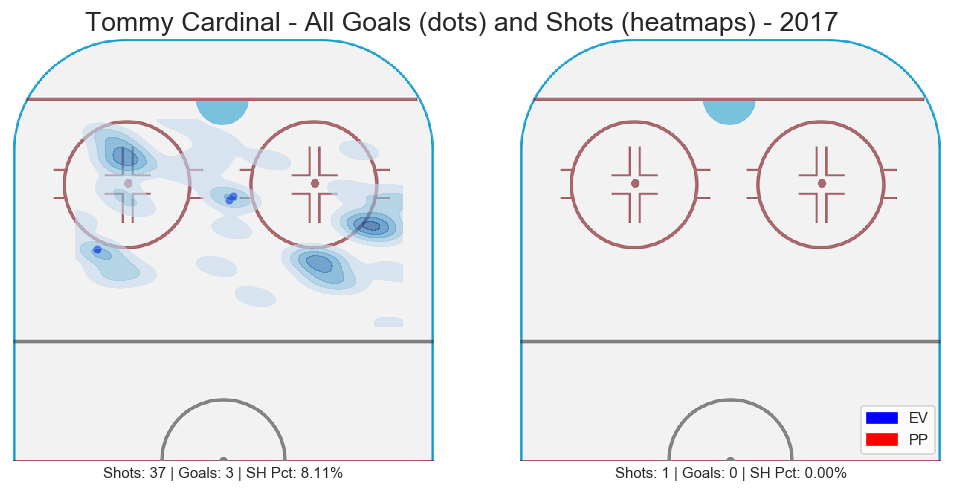 Tommy Cardinal - All Goals (dots) and Shots (heatmaps) - 2017
EV
PP
Shots: 37 | Goals: 3 | SH Pct: 8.11%
Shots: 1 | Goals: 0 | SH Pct: 0.00%